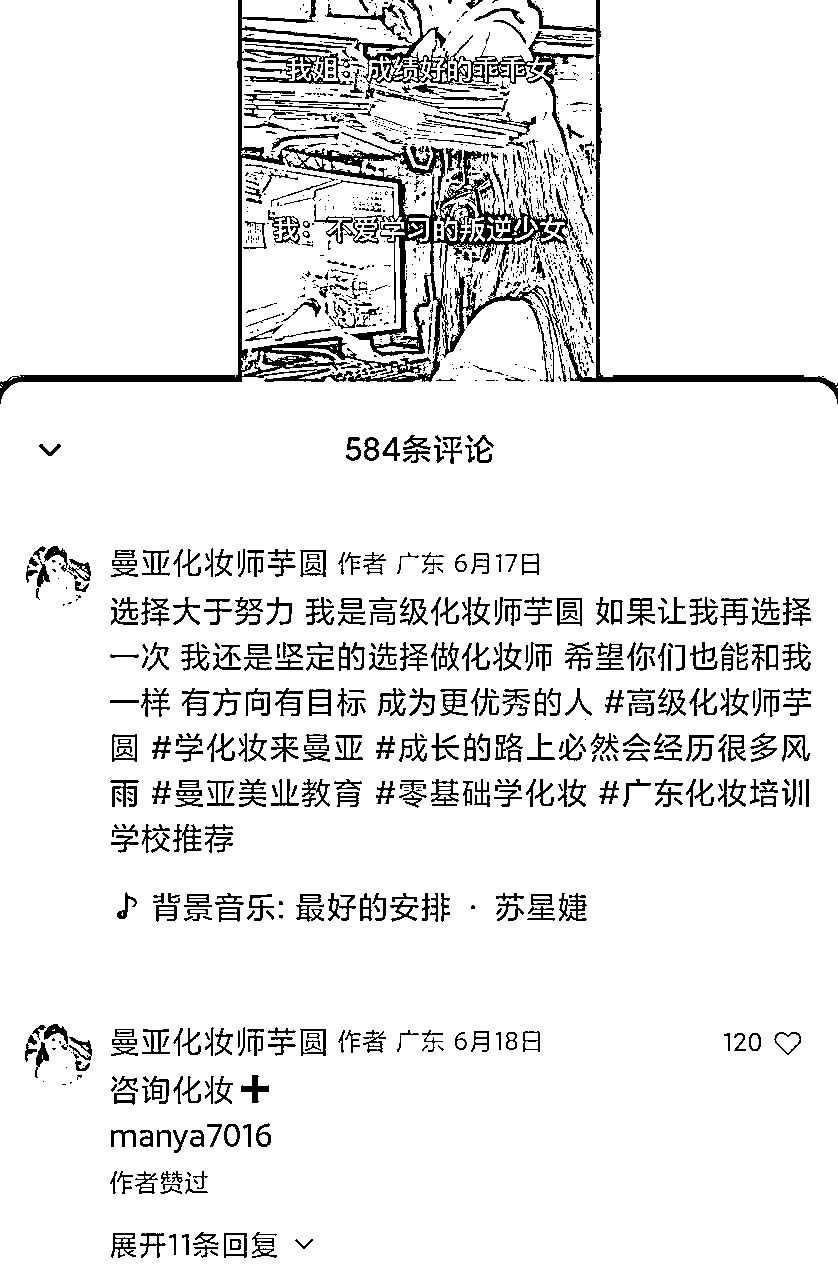 我姐：成绩好的乖乖女
我：不爱学习的叛逆少女
584条评论
曼亚化妆师芋圆 作者 广东 6月17日
选择大于努力 我是高级化妆师芋圆 如果让我再选择
一次 我还是坚定的选择做化妆师 希望你们也能和我
一样 有方向有目标 成为更优秀的人 #高级化妆师芋
圆 #学化妆来曼亚 #成长的路上必然会经历很多风
雨 #曼亚美业教育 #零基础学化妆 #广东化妆培训
学校推荐
背景音乐: 最好的安排 · 苏星婕
曼亚化妆师芋圆 作者 广东 6月18日 120
咨询化妆➕
manya7016
作者赞过
展开11条回复